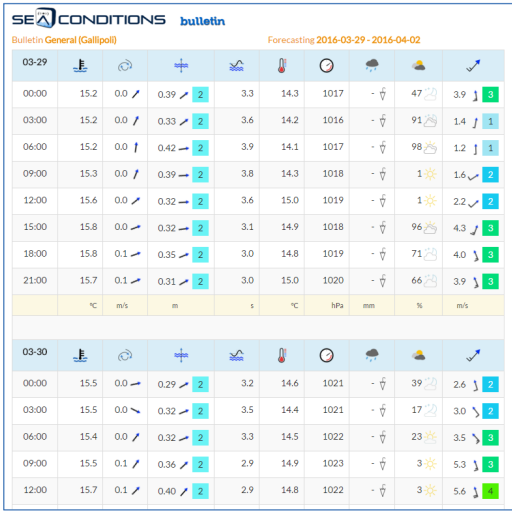 SEACONDITIONS bulletin
Bulletin General (Gallipoli) Forecasting 2016-03-29 - 2016-04-02
03-29
00:00 15.2 0.0 0.39 2 3.3 14.3 1017 - 47 3.9 3
03:00 15.2 0.0 0.33 2 3.6 14.2 1016 - 91 1.4 1
06:00 15.2 0.0 0.42 2 3.9 14.1 1017 - 98 1.2 1
09:00 15.3 0.0 0.39 2 3.8 14.3 1018 - 1 1.6 2
12:00 15.6 0.0 0.32 2 3.6 15.0 1019 - 1 2.2 2
15:00 15.8 0.0 0.32 2 3.1 14.9 1018 - 96 4.3 3
18:00 15.8 0.1 0.35 2 3.0 14.8 1019 - 71 4.0 3
21:00 15.7 0.1 0.31 2 3.0 15.0 1020 - 66 3.9 3
°C m/s m s °C hPa mm % m/s
03-30
00:00 15.5 0.0 0.29 2 3.2 14.6 1021 - 39 2.6 2
03:00 15.5 0.0 0.32 2 3.5 14.4 1021 - 17 3.0 2
06:00 15.4 0.0 0.32 2 3.3 14.5 1022 - 23 3.5 3
09:00 15.5 0.1 0.36 2 2.9 14.9 1023 - 3 5.3 3
12:00 15.7 0.1 0.40 2 2.9 14.8 1022 - 3 5.6 4